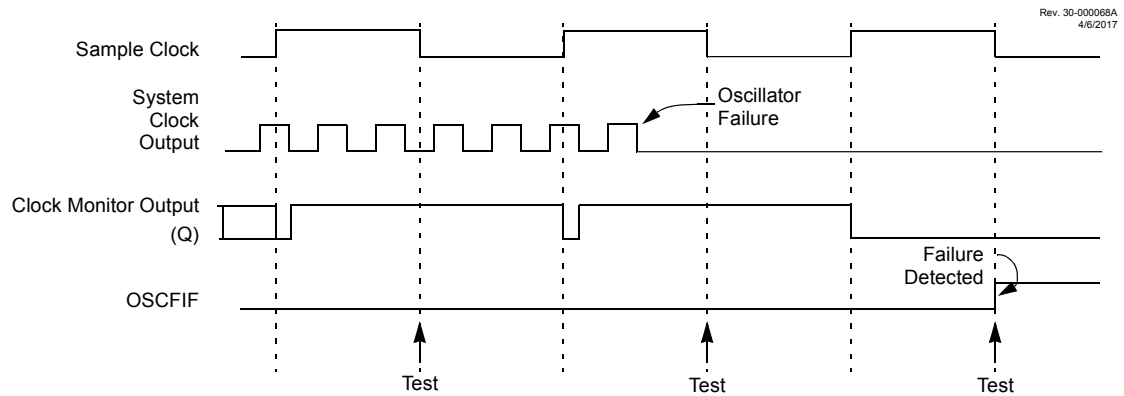 Rev. 30-000068A
4/6/2017
Sample Clock
System
Clock
Output
Oscillator
Failure
Clock Monitor Output
(Q)
Failure
Detected
OSCFIF
Test
Test
Test